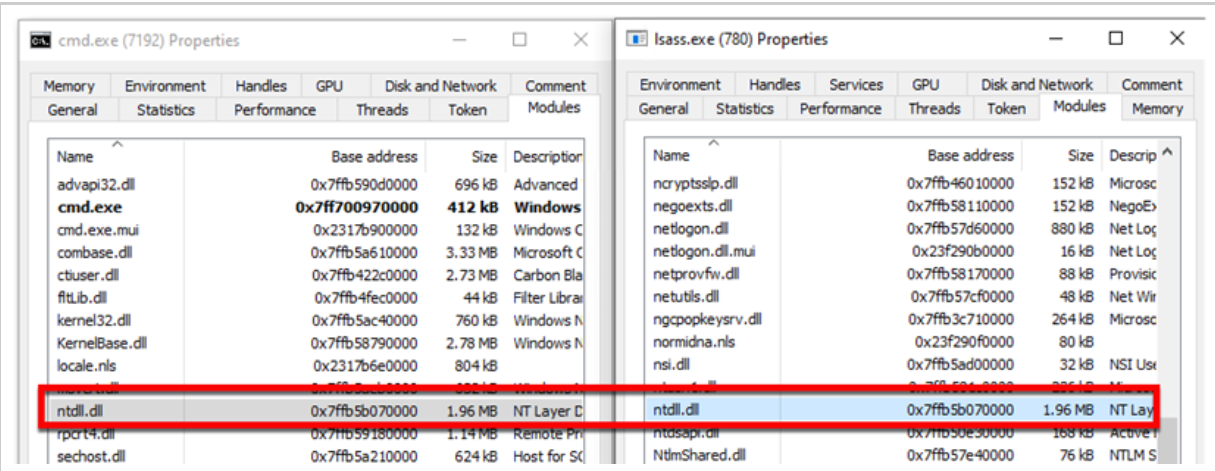 cmd.exe (7192) Properties
Memory Environment Handles GPU Disk and Network Comment
General Statistics Performance Threads Token Modules
Name Base address Size Description
advapi32.dll 0x7ffb590d0000 696 kB Advanced
cmd.exe 0x7ff700970000 412 kB Windows
cmd.exe.mui 0x2317b900000 132 kB Windows C
combase.dll 0x7ffb5a610000 3.33 MB Microsoft C
ctiuser.dll 0x7ffb422c0000 2.73 MB Carbon Bla
fltLib.dll 0x7ffb4fec0000 44 kB Filter Librar
kernel32.dll 0x7ffb5ac40000 760 kB Windows N
KernelBase.dll 0x7ffb58790000 2.78 MB Windows N
locale.nls 0x2317b6e0000 804 kB
ntdll.dll 0x7ffb5b070000 1.96 MB NT Layer D
rpcrt4.dll 0x7ffb59180000 1.14 MB Remote Pr
sechost.dll 0x7ffb5a210000 624 kB Host for SC
lsass.exe (780) Properties
Environment Handles Services GPU Disk and Network Comment
General Statistics Performance Threads Token Modules Memory
Name Base address Size Descrip
ncryptsslp.dll 0x7ffb46010000 152 kB Microsc
negoexts.dll 0x7ffb58110000 152 kB NegoEx
netlogon.dll 0x7ffb57d60000 880 kB Net Log
netlogon.dll.mui 0x23f290b0000 16 kB Net Log
netprovfw.dll 0x7ffb58170000 88 kB Provisic
netutils.dll 0x7ffb57cf0000 48 kB Net Wir
ngcpopkeysrv.dll 0x7ffb3c710000 264 kB Microsc
normidna.nls 0x23f290f0000 80 kB
nsi.dll 0x7ffb5ad00000 32 kB NSI Use
ntdll.dll 0x7ffb5b070000 1.96 MB NT Lay
ntdsapi.dll 0x7ffb50e30000 168 kB Active
NtlmShared.dll 0x7ffb57e40000 76 kB NTLM S